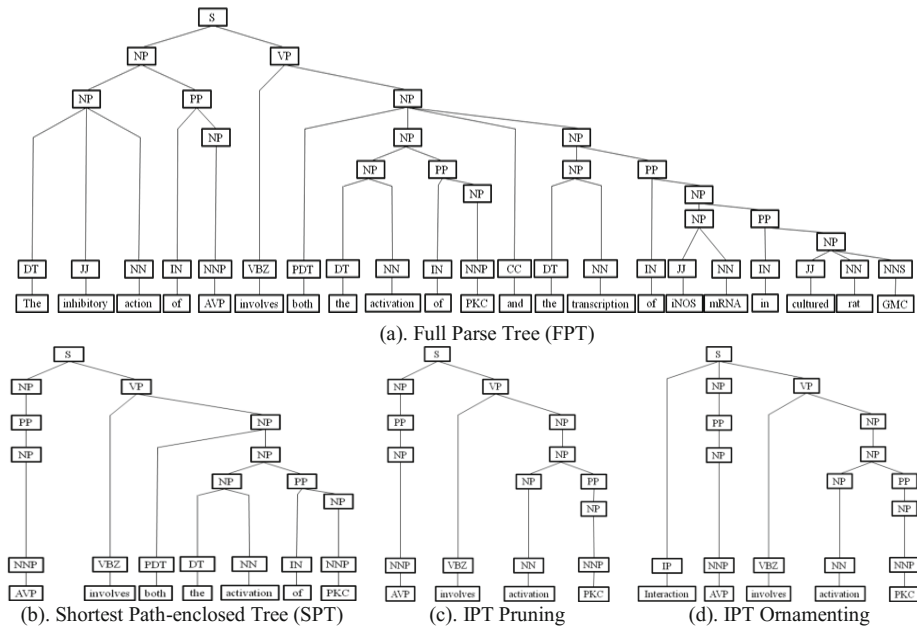 S
NP VP
NP PP NP
NP NP NP
NP PP NP PP
NP NP
NP PP
NP
DT JJ NN IN NNP VBZ PDT DT NN IN NNP CC DT NN IN JJ NN IN JJ NN NNS
The inhibitory action of AVP involves both the activation of PKC and the transcription of iNOS mRNA in cultured rat GMC
(a). Full Parse Tree (FPT)
S
NP VP
PP NP
NP NP
NP PP
NP
NNP VBZ PDT DT NN IN NNP
AVP involves both the activation of PKC
(b). Shortest Path-enclosed Tree (SPT)
S
NP VP
PP NP
NP NP
NP PP
NP
NNP VBZ NN NNP
AVP involves activation PKC
(c). IPT Pruning
S
NP VP
PP NP
NP NP
NP PP
NP
IP NNP VBZ NN NNP
Interaction AVP involves activation PKC
(d). IPT Ornamenting